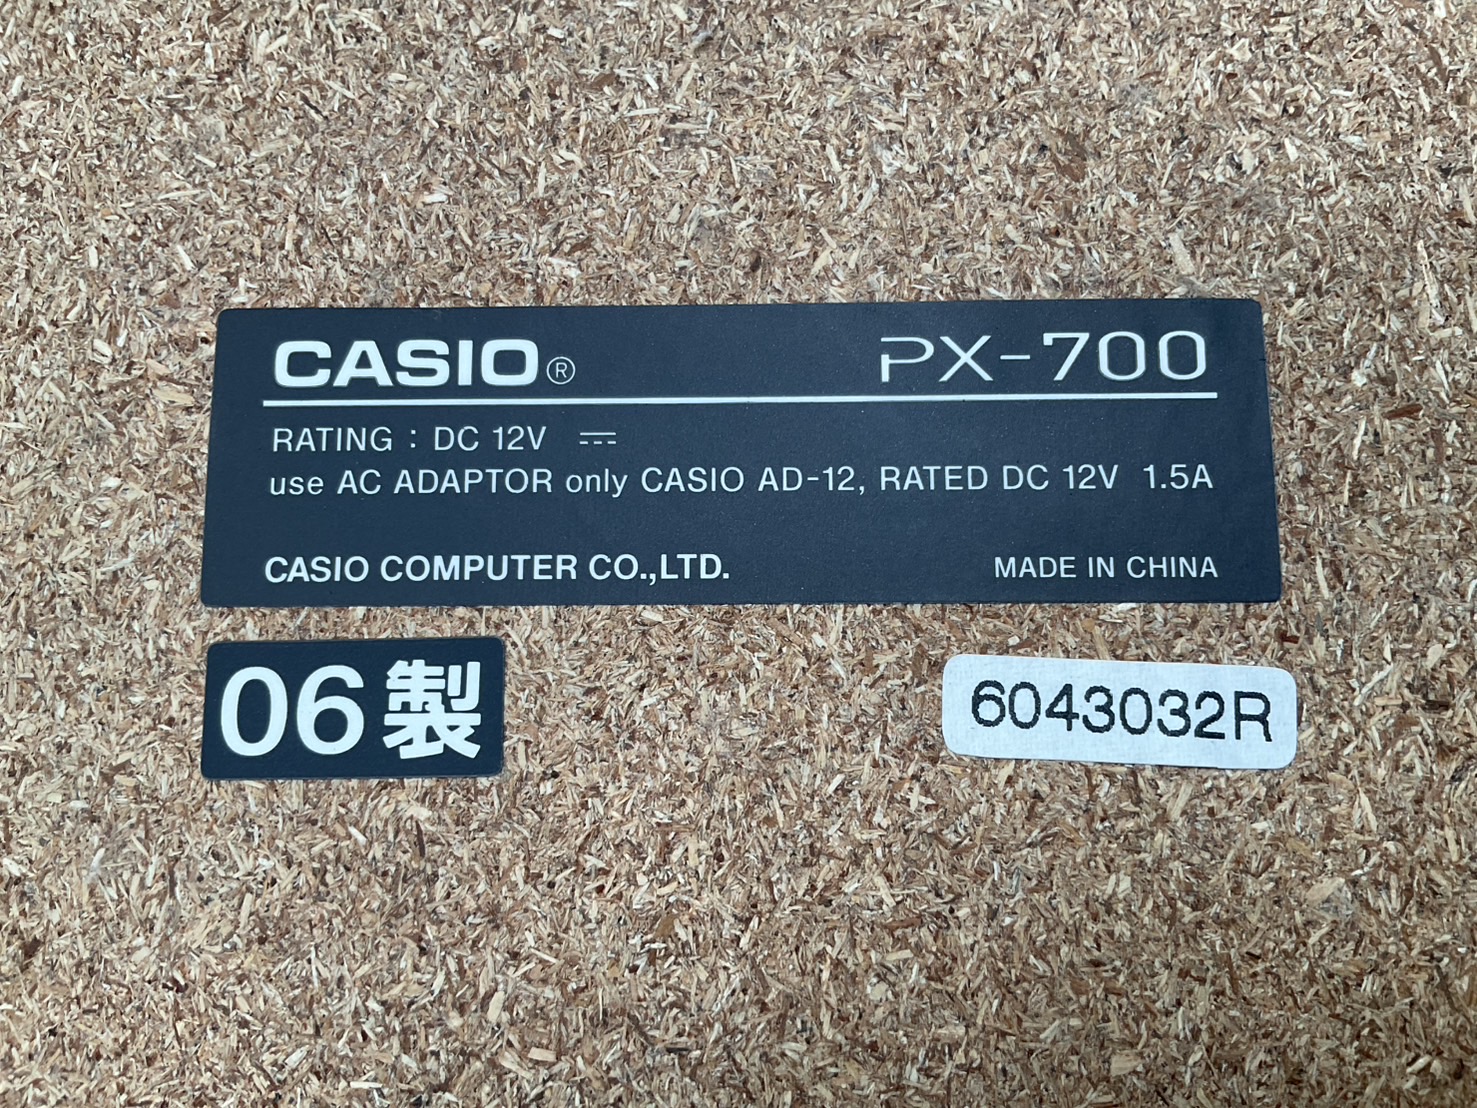 CASIO® PX-700
RATING : DC 12V ⎓
use AC ADAPTOR only CASIO AD-12, RATED DC 12V 1.5A
CASIO COMPUTER CO.,LTD. MADE IN CHINA
06製 6043032R